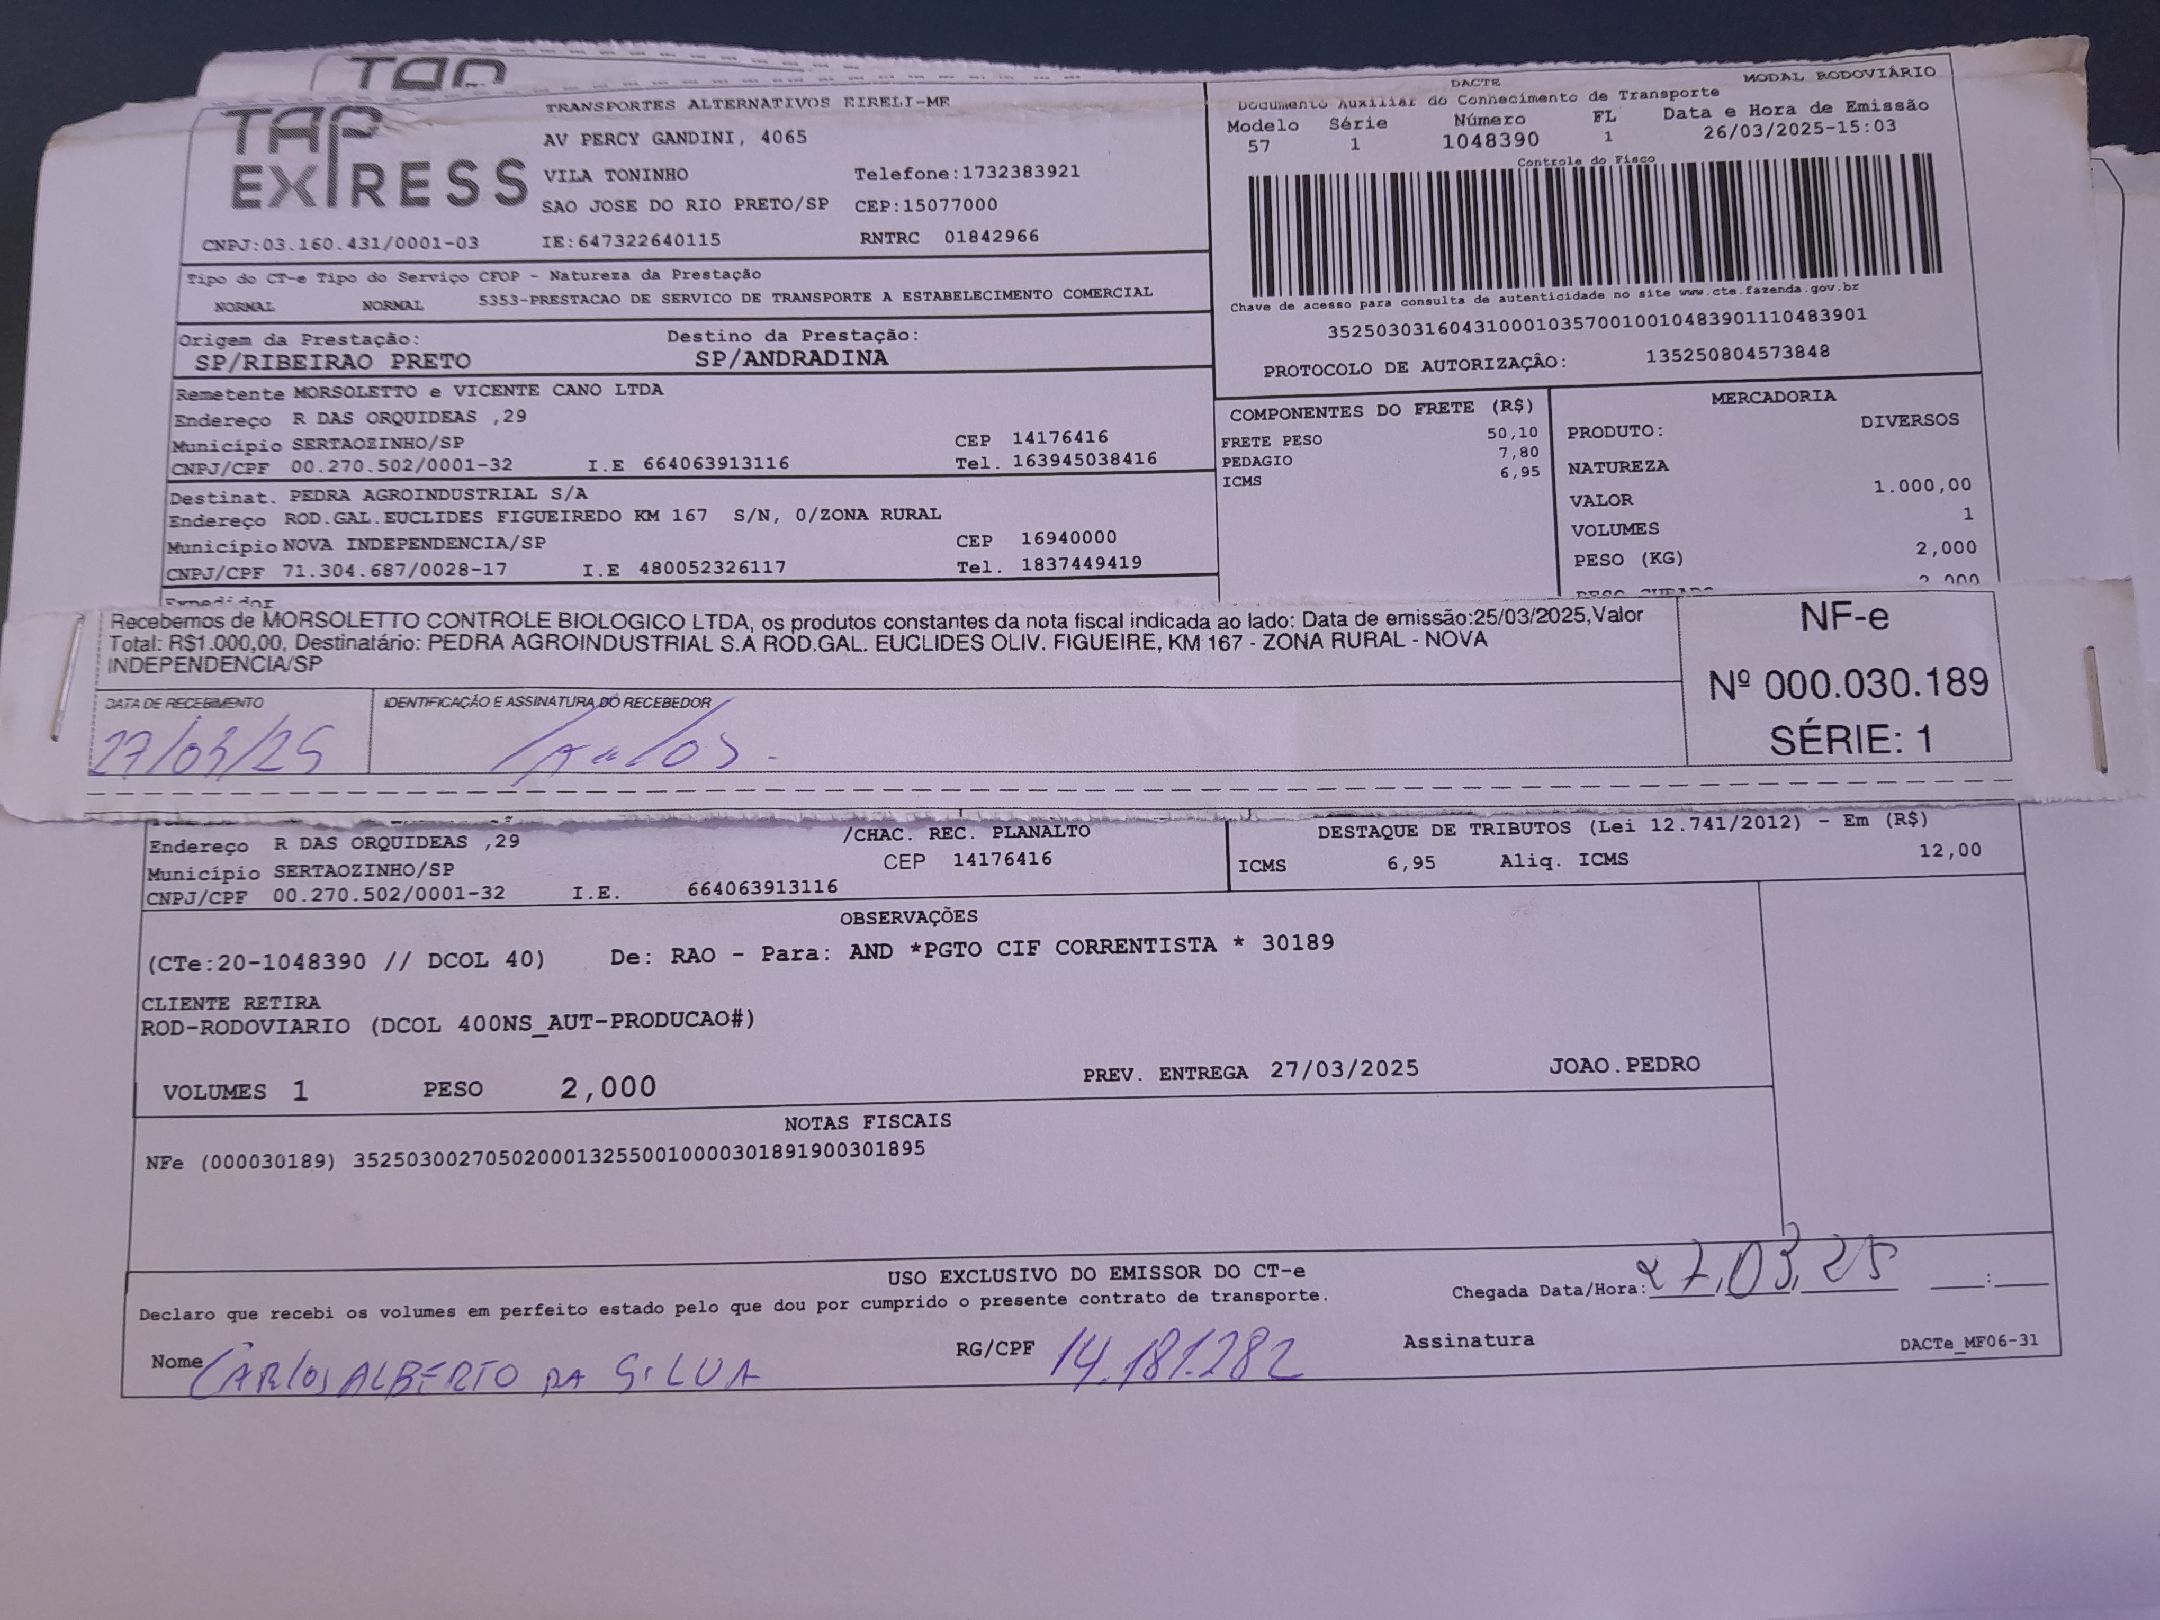 TAP
TAP
EXPRESS
TRANSPORTES ALTERNATIVOS EIRELI-ME
AV PERCY GANDINI, 4065
VILA TONINHO Telefone:1732383921
SAO JOSE DO RIO PRETO/SP CEP:15077000
CNPJ:03.160.431/0001-03 IE:647322640115 RNTRC 01842966
DACTE MODAL RODOVIÁRIO
Documento Auxiliar do Conhecimento de Transporte
Modelo Série Número FL Data e Hora de Emissão
57 1 1048390 1 26/03/2025-15:03
Controle do Fisco
Chave de acesso para consulta de autenticidade no site www.cte.fazenda.gov.br
35250303160431000103570010010483901110483901
PROTOCOLO DE AUTORIZAÇÃO: 135250804573848
Tipo do CT-e Tipo do Serviço CFOP - Natureza da Prestação
NORMAL NORMAL 5353-PRESTACAO DE SERVICO DE TRANSPORTE A ESTABELECIMENTO COMERCIAL
Origem da Prestação: Destino da Prestação:
SP/RIBEIRAO PRETO SP/ANDRADINA
Remetente MORSOLETTO e VICENTE CANO LTDA
Endereço R DAS ORQUIDEAS ,29
Município SERTAOZINHO/SP CEP 14176416
CNPJ/CPF 00.270.502/0001-32 I.E 664063913116 Tel. 163945038416
Destinat. PEDRA AGROINDUSTRIAL S/A
Endereço ROD.GAL.EUCLIDES FIGUEIREDO KM 167 S/N, 0/ZONA RURAL
Município NOVA INDEPENDENCIA/SP CEP 16940000
CNPJ/CPF 71.304.687/0028-17 I.E 480052326117 Tel. 1837449419
Expedidor
COMPONENTES DO FRETE (R$)
FRETE PESO 50,10
PEDAGIO 7,80
ICMS 6,95
MERCADORIA
PRODUTO: DIVERSOS
NATUREZA
VALOR 1.000,00
VOLUMES 1
PESO (KG) 2,000
PESO CUBADO 2,000
Recebemos de MORSOLETTO CONTROLE BIOLOGICO LTDA, os produtos constantes da nota fiscal indicada ao lado: Data de emissão:25/03/2025,Valor
Total: R$1.000,00, Destinatário: PEDRA AGROINDUSTRIAL S.A ROD.GAL. EUCLIDES OLIV. FIGUEIRE, KM 167 - ZONA RURAL - NOVA
INDEPENDENCIA/SP
DATA DE RECEBIMENTO IDENTIFICAÇÃO E ASSINATURA DO RECEBEDOR
27/03/25 Carlos.
NF-e
Nº 000.030.189
SÉRIE: 1
/CHAC. REC. PLANALTO
Endereço R DAS ORQUIDEAS ,29 CEP 14176416
Município SERTAOZINHO/SP
CNPJ/CPF 00.270.502/0001-32 I.E. 664063913116
DESTAQUE DE TRIBUTOS (Lei 12.741/2012) - Em (R$)
ICMS 6,95 Aliq. ICMS 12,00
OBSERVAÇÕES
(CTe:20-1048390 // DCOL 40) De: RAO - Para: AND *PGTO CIF CORRENTISTA * 30189
CLIENTE RETIRA
ROD-RODOVIARIO (DCOL 400NS_AUT-PRODUCAO#)
VOLUMES 1 PESO 2,000 PREV. ENTREGA 27/03/2025 JOAO.PEDRO
NOTAS FISCAIS
NFe (000030189) 35250300270502000132550010000301891900301895
USO EXCLUSIVO DO EMISSOR DO CT-e
Declaro que recebi os volumes em perfeito estado pelo que dou por cumprido o presente contrato de transporte.
Chegada Data/Hora: 27,03,25 :
Nome CARlos ALBERTO DA SiLVA RG/CPF 14.181.282 Assinatura DACTe_MF06-31